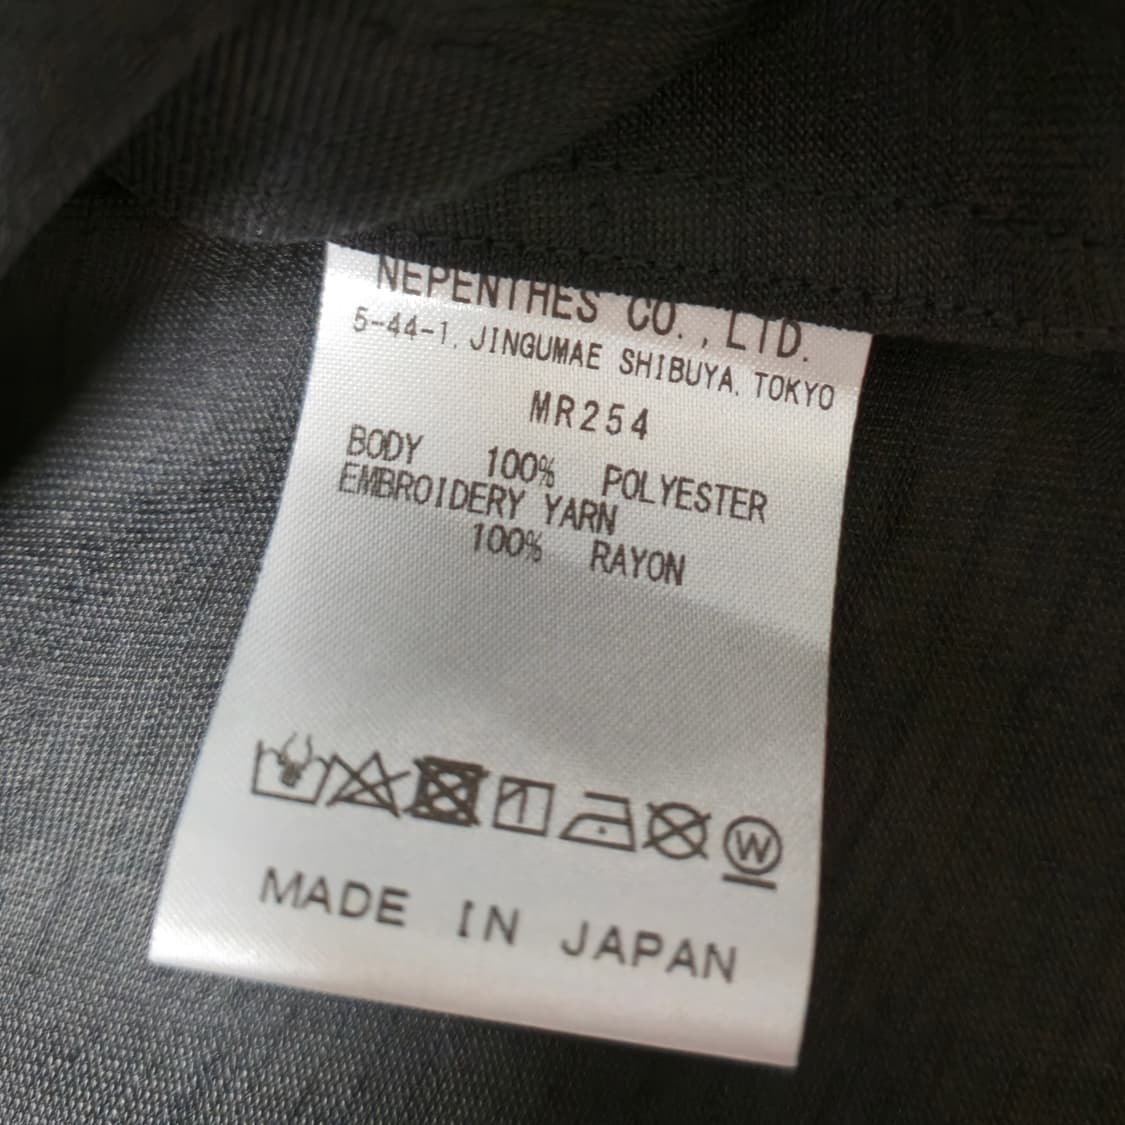 NEPENTHES CO.,LTD.
5-44-1. JINGUMAE SHIBUYA. TOKYO
MR254
BODY 100% POLYESTER
EMBROIDERY YARN
100% RAYON
W
MADE IN JAPAN